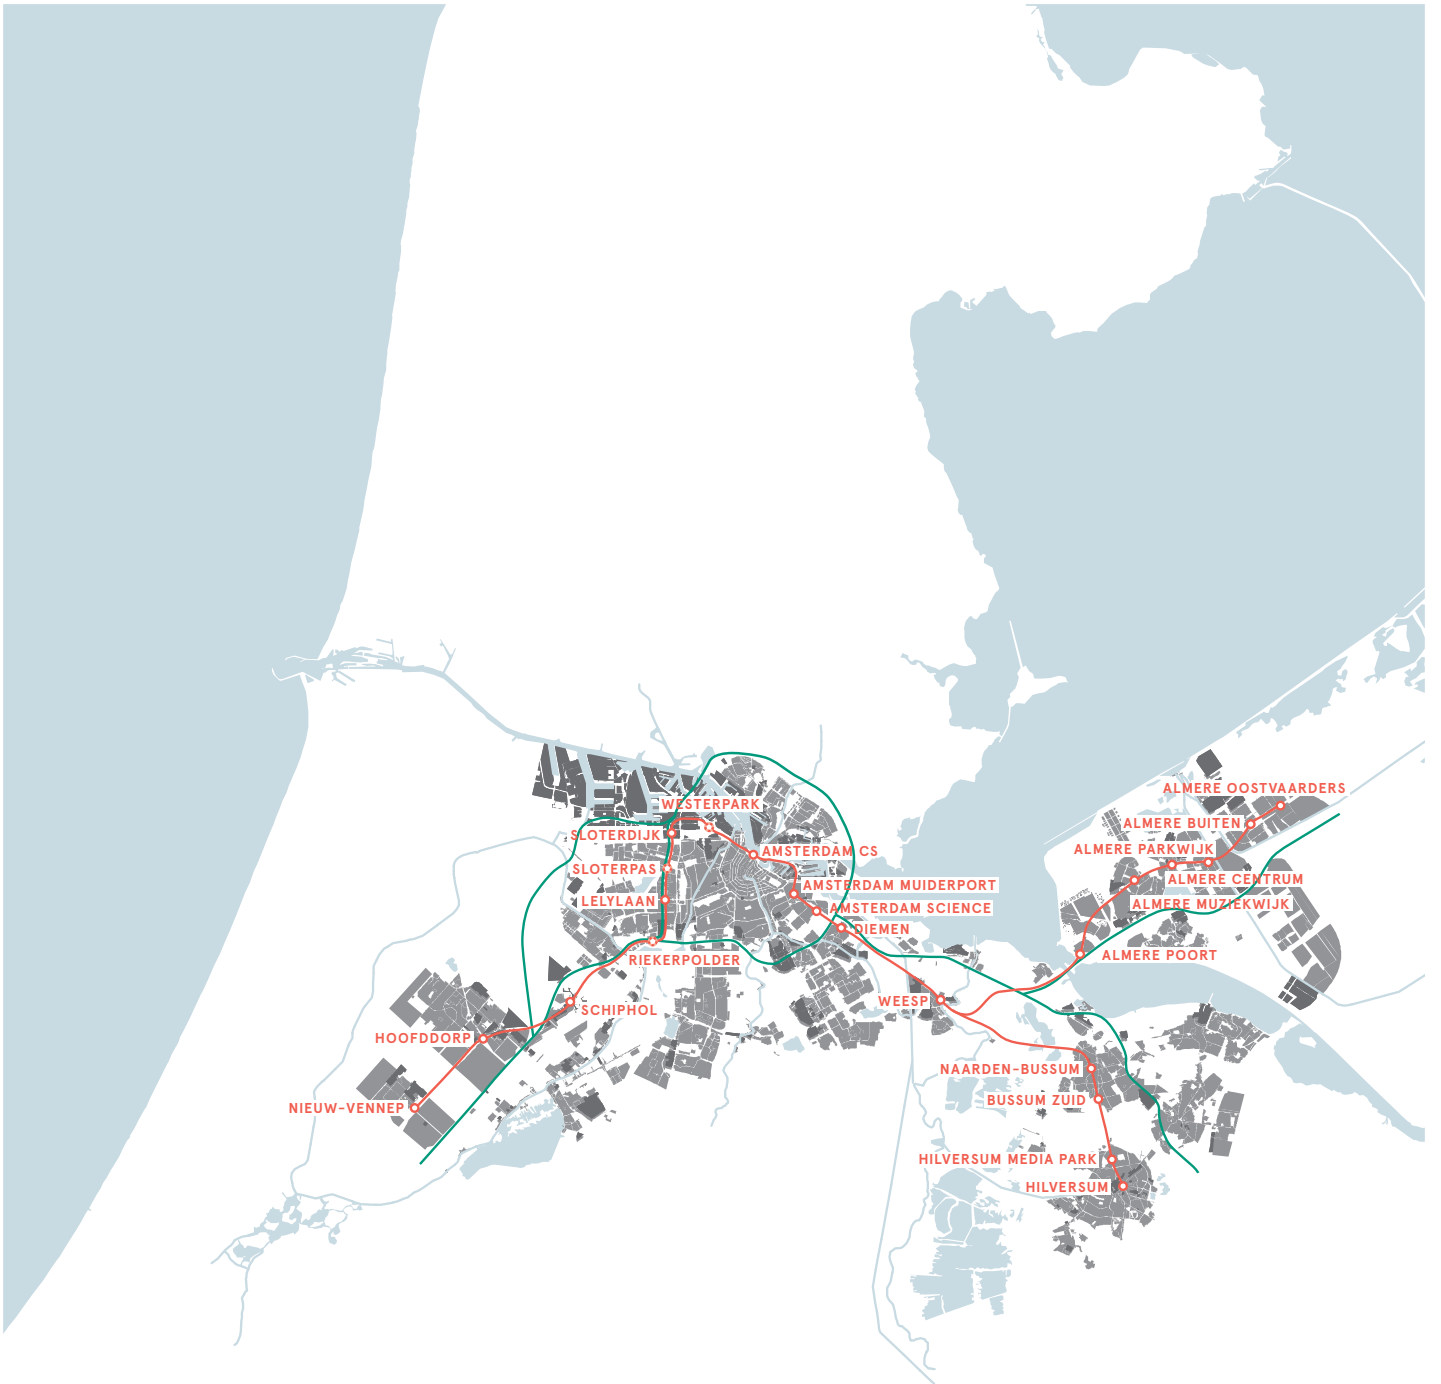 ALMERE OOSTVAARDERS
WESTERPARK
ALMERE BUITEN
SLOTERDIJK
ALMERE PARKWIJK
AMSTERDAM CS
SLOTERPAS
ALMERE CENTRUM
AMSTERDAM MUIDERPORT
LELYLAAN
ALMERE MUZIEKWIJK
AMSTERDAM SCIENCE
DIEMEN
ALMERE POORT
RIEKERPOLDER
WEESP
SCHIPHOL
HOOFDDORP
NAARDEN-BUSSUM
BUSSUM ZUID
NIEUW-VENNEP
HILVERSUM MEDIA PARK
HILVERSUM